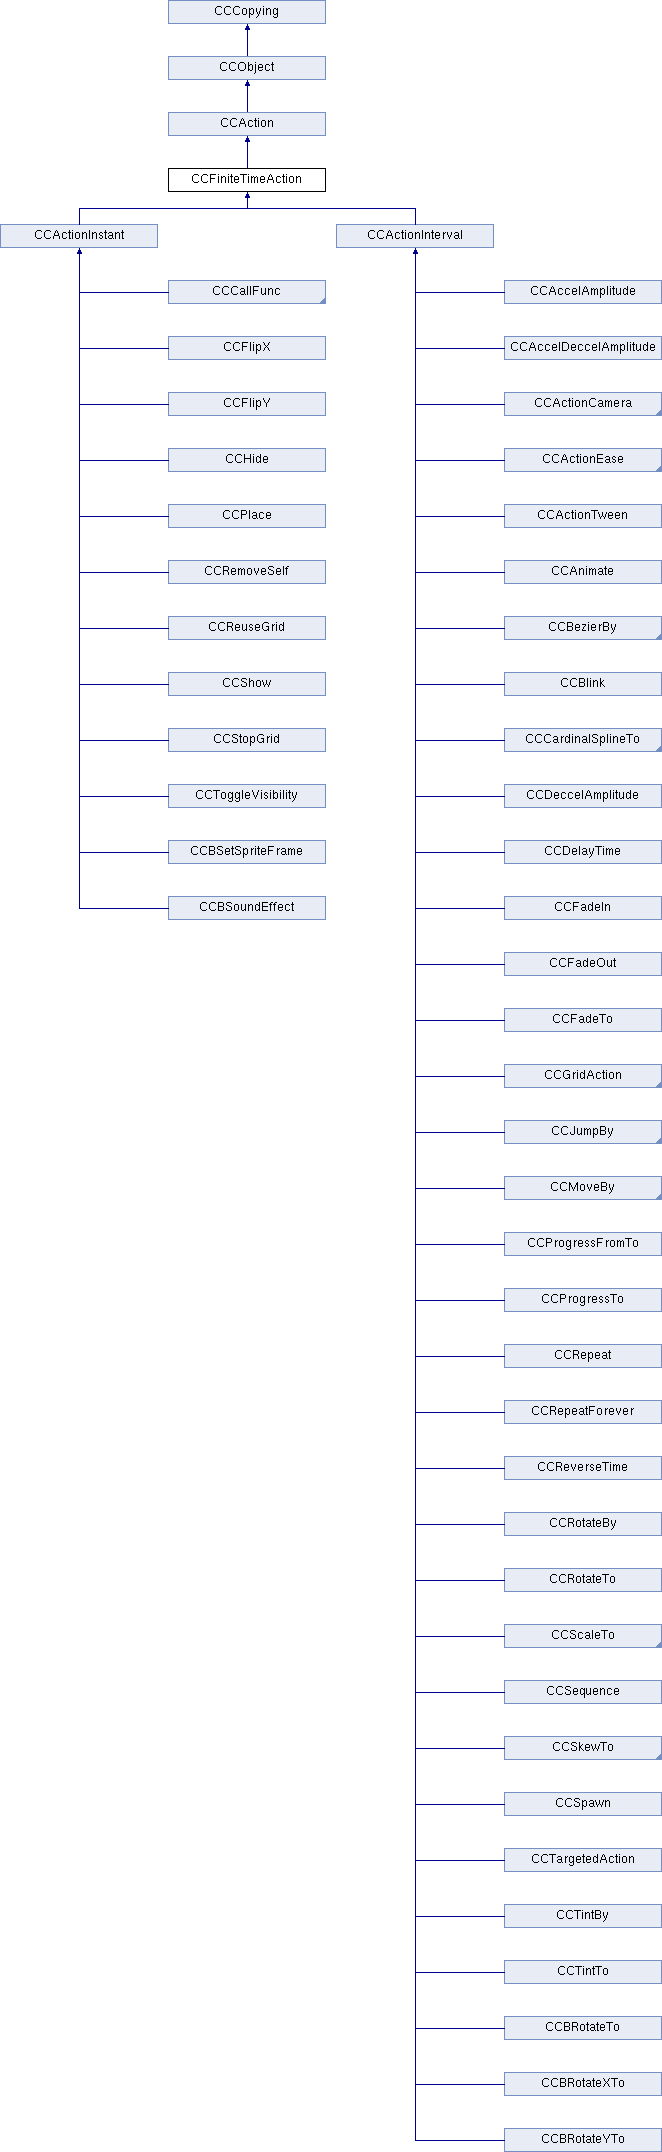 CCCopying
CCObject
CCAction
CCFiniteTimeAction
CCActionInstant
CCActionInterval
CCCallFunc
CCAccelAmplitude
CCFlipX
CCAccelDeccelAmplitude
CCFlipY
CCActionCamera
CCHide
CCActionEase
CCPlace
CCActionTween
CCRemoveSelf
CCAnimate
CCReuseGrid
CCBezierBy
CCShow
CCBlink
CCStopGrid
CCCardinalSplineTo
CCToggleVisibility
CCDeccelAmplitude
CCBSetSpriteFrame
CCDelayTime
CCBSoundEffect
CCFadeIn
CCFadeOut
CCFadeTo
CCGridAction
CCJumpBy
CCMoveBy
CCProgressFromTo
CCProgressTo
CCRepeat
CCRepeatForever
CCReverseTime
CCRotateBy
CCRotateTo
CCScaleTo
CCSequence
CCSkewTo
CCSpawn
CCTargetedAction
CCTintBy
CCTintTo
CCBRotateTo
CCBRotateXTo
CCBRotateYTo